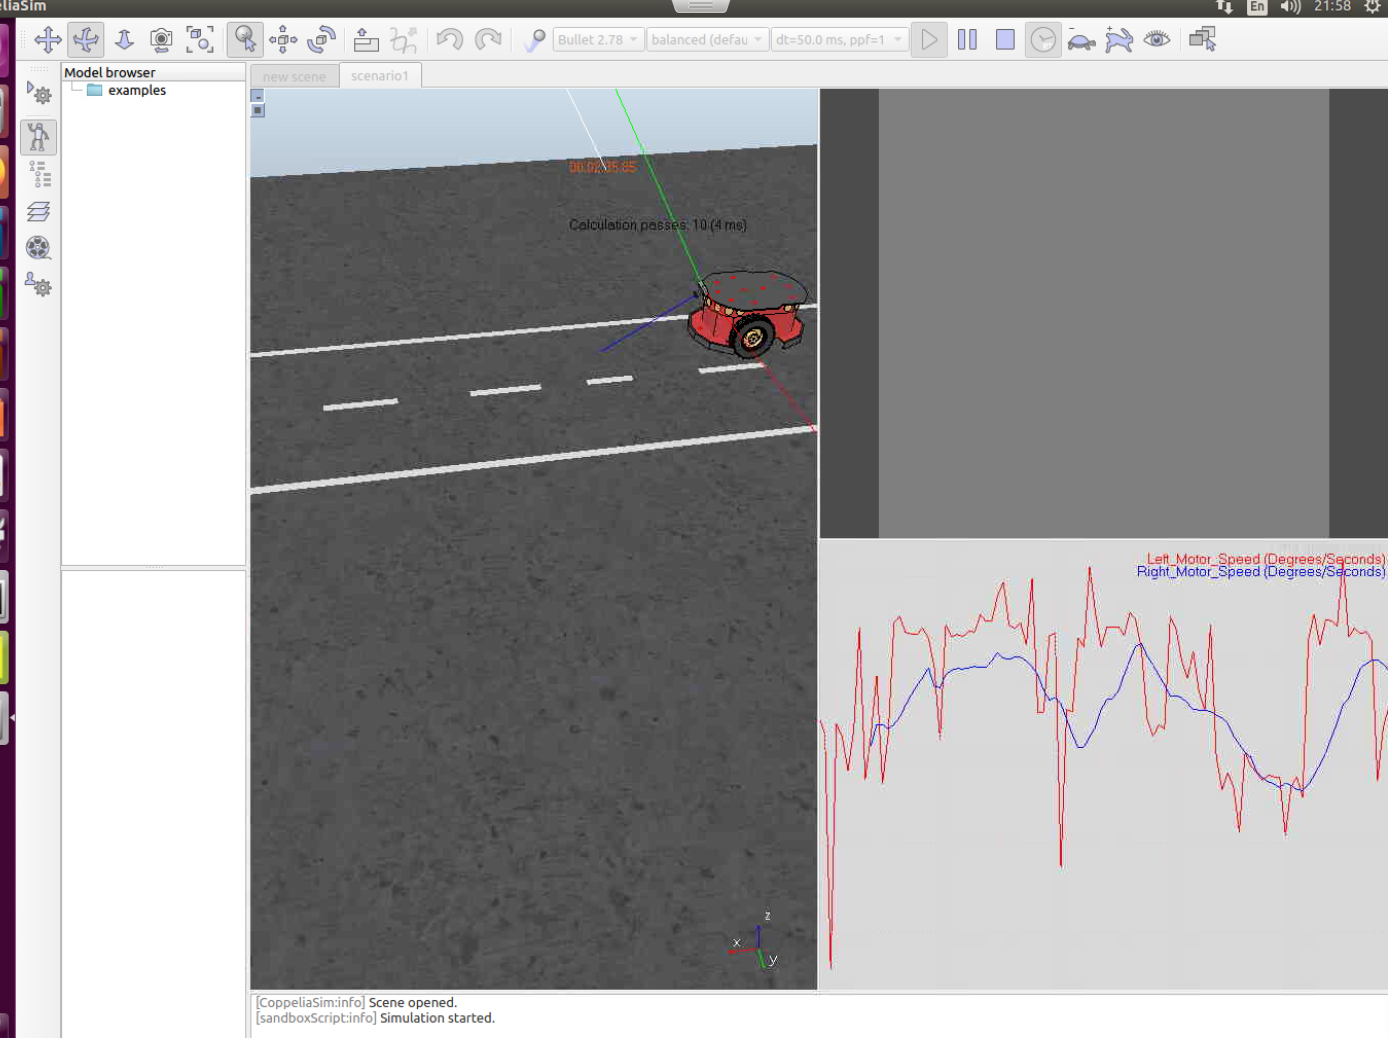 eliaSim
En
21:58
Bullet 2.78
balanced (defau
dt=50.0 ms, ppf=1
Model browser
examples
new scene
scenario1
00:02:35.65
Calculation passes: 10 (4 ms)
Left_Motor_Speed (Degrees/Seconds)
Right_Motor_Speed (Degrees/Seconds)
z
x
y
[CoppeliaSim:info] Scene opened.
[sandboxScript:info] Simulation started.